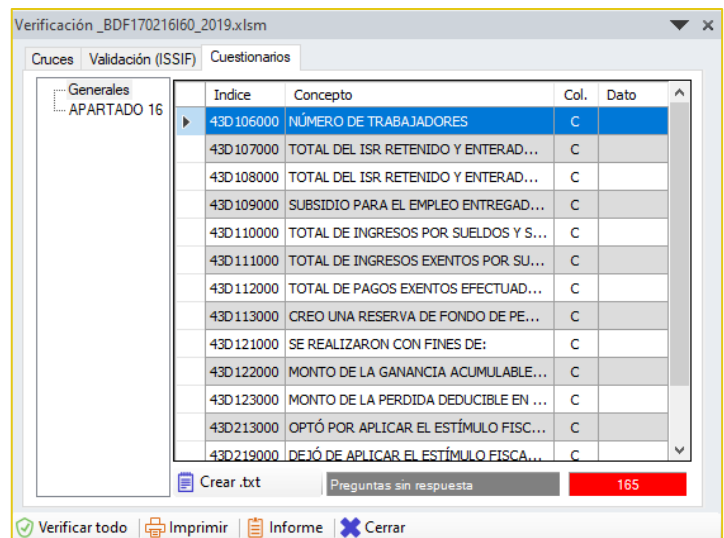 Verificación _BDF170216I60_2019.xlsm
Cruces Validación (ISSIF) Cuestionarios
Generales
APARTADO 16
Indice Concepto Col. Dato
43D106000 NÚMERO DE TRABAJADORES C
43D107000 TOTAL DEL ISR RETENIDO Y ENTERAD... C
43D108000 TOTAL DEL ISR RETENIDO Y ENTERAD... C
43D109000 SUBSIDIO PARA EL EMPLEO ENTREGAD... C
43D110000 TOTAL DE INGRESOS POR SUELDOS Y S... C
43D111000 TOTAL DE INGRESOS EXENTOS POR SU... C
43D112000 TOTAL DE PAGOS EXENTOS EFECTUAD... C
43D113000 CREO UNA RESERVA DE FONDO DE PE... C
43D121000 SE REALIZARON CON FINES DE: C
43D122000 MONTO DE LA GANANCIA ACUMULABLE... C
43D123000 MONTO DE LA PERDIDA DEDUCIBLE EN ... C
43D213000 OPTÓ POR APLICAR EL ESTÍMULO FISC... C
43D219000 DEJÓ DE APLICAR EL ESTÍMULO FISCA... C
Crear .txt Preguntas sin respuesta 165
Verificar todo Imprimir Informe Cerrar